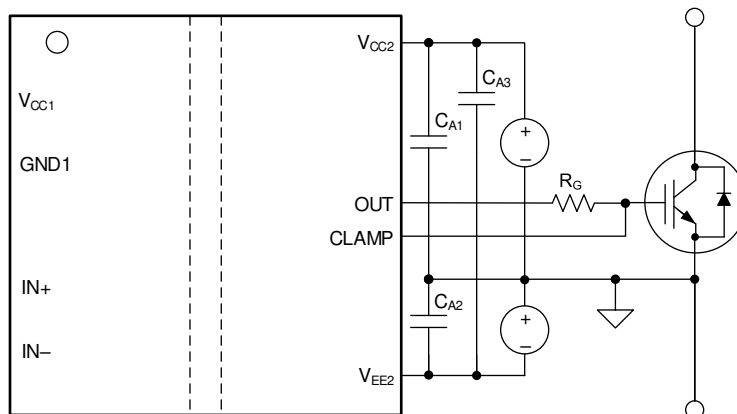 VCC2
CA3
VCC1
CA1
+
GND1
–
RG
OUT
CLAMP
IN+
CA2
+
IN–
–
VEE2